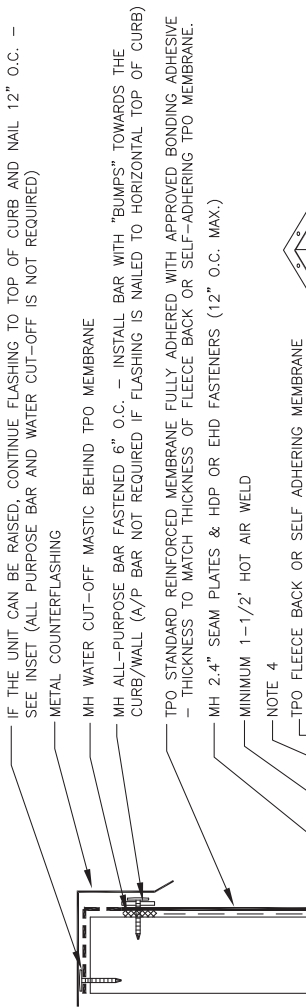 IF THE UNIT CAN BE RAISED, CONTINUE FLASHING TO TOP OF CURB AND NAIL 12" O.C. –
SEE INSET (ALL PURPOSE BAR AND WATER CUT-OFF IS NOT REQUIRED)
METAL COUNTERFLASHING
MH WATER CUT-OFF MASTIC BEHIND TPO MEMBRANE
MH ALL-PURPOSE BAR FASTENED 6" O.C. – INSTALL BAR WITH "BUMPS" TOWARDS THE
CURB/WALL (A/P BAR NOT REQUIRED IF FLASHING IS NAILED TO HORIZONTAL TOP OF CURB)
TPO STANDARD REINFORCED MEMBRANE FULLY ADHERED WITH APPROVED BONDING ADHESIVE
– THICKNESS TO MATCH THICKNESS OF FLEECE BACK OR SELF-ADHERING TPO MEMBRANE.
MH 2.4" SEAM PLATES & HDP OR EHD FASTENERS (12" O.C. MAX.)
MINIMUM 1-1/2' HOT AIR WELD
NOTE 4
TPO FLEECE BACK OR SELF ADHERING MEMBRANE